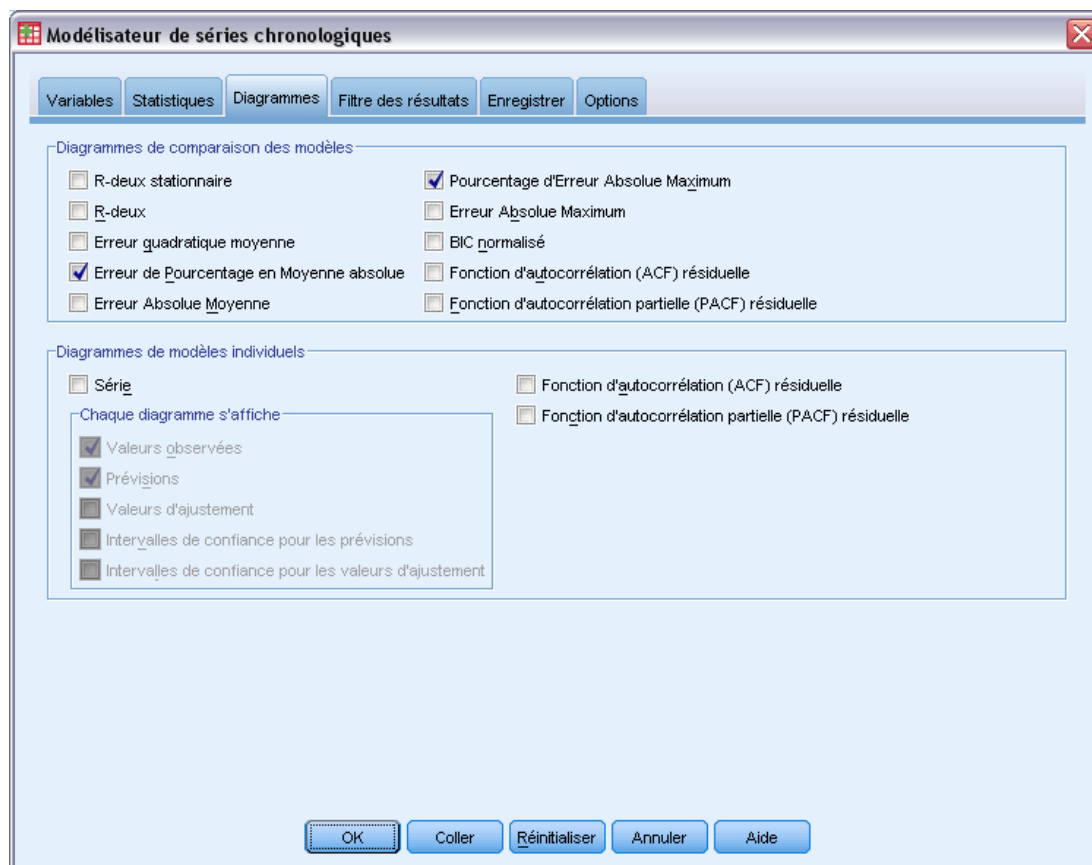 Modélisateur de séries chronologiques
Variables
Statistiques
Diagrammes
Filtre des résultats
Enregistrer
Options
Diagrammes de comparaison des modèles
R-deux stationnaire
R-deux
Erreur quadratique moyenne
Erreur de Pourcentage en Moyenne absolue
Erreur Absolue Moyenne
Pourcentage d'Erreur Absolue Maximum
Erreur Absolue Maximum
BIC normalisé
Fonction d'autocorrélation (ACF) résiduelle
Fonction d'autocorrélation partielle (PACF) résiduelle
Diagrammes de modèles individuels
Série
Chaque diagramme s'affiche
Valeurs observées
Prévisions
Valeurs d'ajustement
Intervalles de confiance pour les prévisions
Intervalles de confiance pour les valeurs d'ajustement
Fonction d'autocorrélation (ACF) résiduelle
Fonction d'autocorrélation partielle (PACF) résiduelle
OK
Coller
Réinitialiser
Annuler
Aide